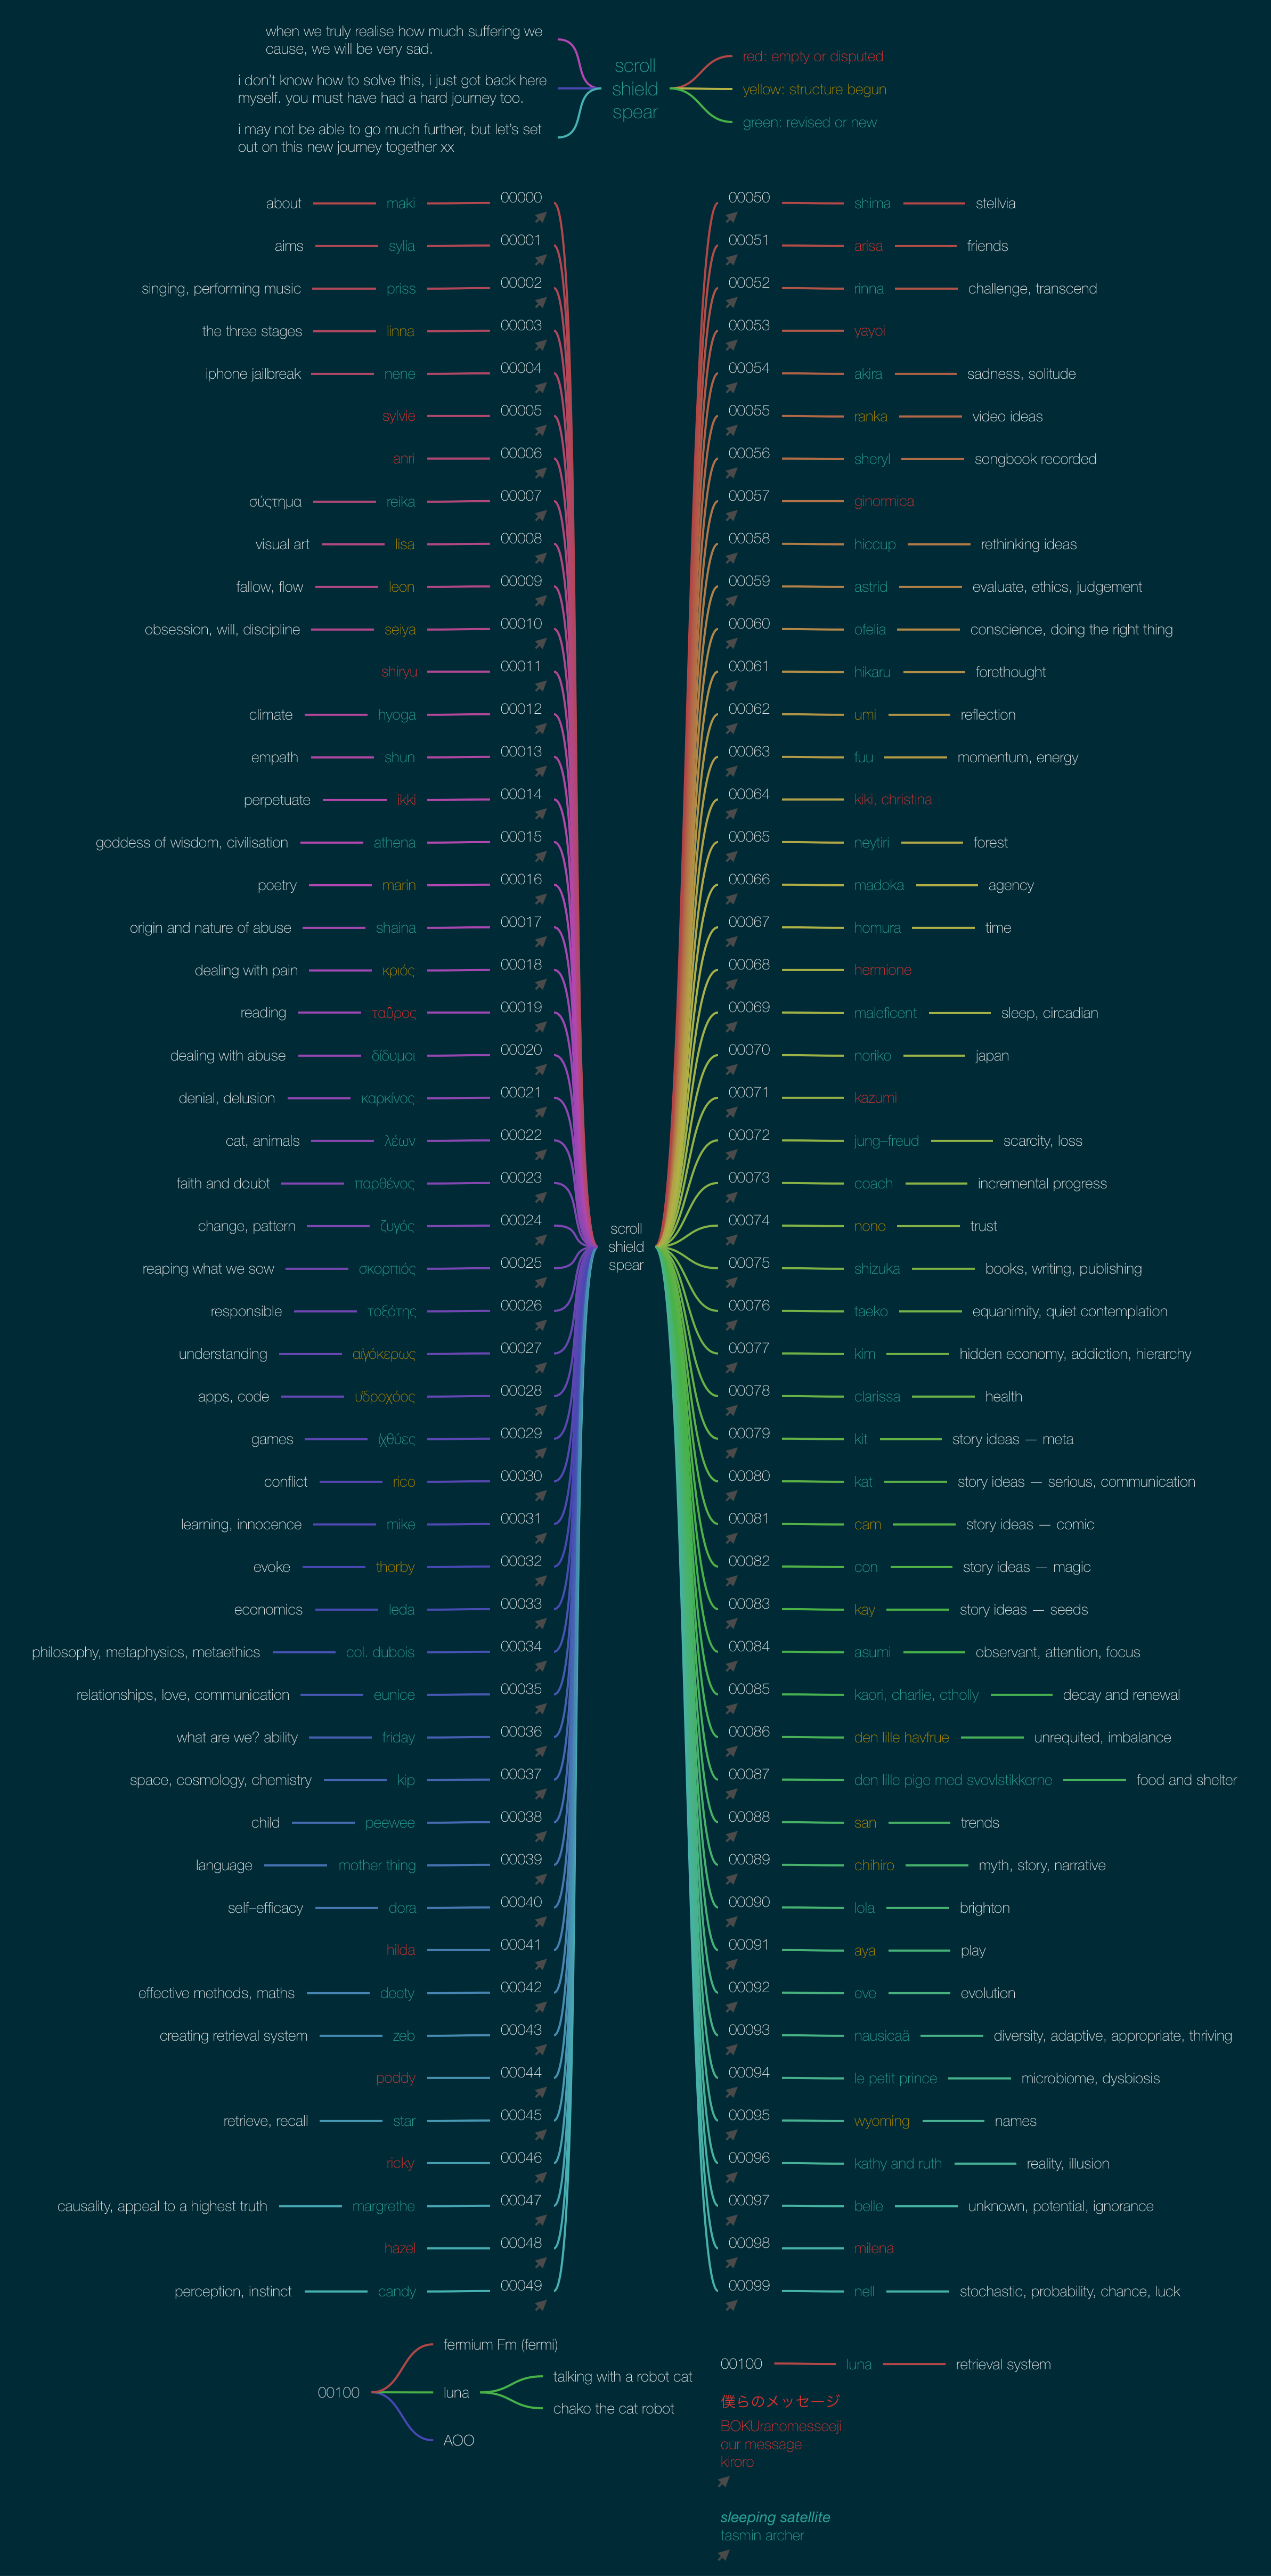 when we truly realise how much suffering we
cause, we will be very sad.
i don't know how to solve this, i just got back here
myself. you must have had a hard journey too.
i may not be able to go much further, but let's set
out on this new journey together xx
scroll
shield
spear
red: empty or disputed
yellow: structure begun
green: revised or new
about maki 00000
aims sylia 00001
singing, performing music priss 00002
the three stages linna 00003
iphone jailbreak nene 00004
sylvie 00005
anri 00006
σύςτημα reika 00007
visual art lisa 00008
fallow, flow leon 00009
obsession, will, discipline seiya 00010
shiryu 00011
climate hyoga 00012
empath shun 00013
perpetuate ikki 00014
goddess of wisdom, civilisation athena 00015
poetry marin 00016
origin and nature of abuse shaina 00017
dealing with pain κριός 00018
reading ταῦρος 00019
dealing with abuse δίδυμοι 00020
denial, delusion καρκίνος 00021
cat, animals λέων 00022
faith and doubt παρθένος 00023
change, pattern ζυγός 00024
reaping what we sow σκορπιός 00025
responsible τοξότης 00026
understanding αἰγόκερως 00027
apps, code ὑδροχόος 00028
games ἰχθύες 00029
conflict rico 00030
learning, innocence mike 00031
evoke thorby 00032
economics leda 00033
philosophy, metaphysics, metaethics col. dubois 00034
relationships, love, communication eunice 00035
what are we? ability friday 00036
space, cosmology, chemistry kip 00037
child peewee 00038
language mother thing 00039
self–efficacy dora 00040
hilda 00041
effective methods, maths deety 00042
creating retrieval system zeb 00043
poddy 00044
retrieve, recall star 00045
ricky 00046
causality, appeal to a highest truth margrethe 00047
hazel 00048
perception, instinct candy 00049
scroll
shield
spear
00050 shima stellvia
00051 arisa friends
00052 rinna challenge, transcend
00053 yayoi
00054 akira sadness, solitude
00055 ranka video ideas
00056 sheryl songbook recorded
00057 ginormica
00058 hiccup rethinking ideas
00059 astrid evaluate, ethics, judgement
00060 ofelia conscience, doing the right thing
00061 hikaru forethought
00062 umi reflection
00063 fuu momentum, energy
00064 kiki, christina
00065 neytiri forest
00066 madoka agency
00067 homura time
00068 hermione
00069 maleficent sleep, circadian
00070 noriko japan
00071 kazumi
00072 jung–freud scarcity, loss
00073 coach incremental progress
00074 nono trust
00075 shizuka books, writing, publishing
00076 taeko equanimity, quiet contemplation
00077 kim hidden economy, addiction, hierarchy
00078 clarissa health
00079 kit story ideas — meta
00080 kat story ideas — serious, communication
00081 cam story ideas — comic
00082 con story ideas — magic
00083 kay story ideas — seeds
00084 asumi observant, attention, focus
00085 kaori, charlie, ctholly decay and renewal
00086 den lille havfrue unrequited, imbalance
00087 den lille pige med svovlstikkerne food and shelter
00088 san trends
00089 chihiro myth, story, narrative
00090 lola brighton
00091 aya play
00092 eve evolution
00093 nausicaä diversity, adaptive, appropriate, thriving
00094 le petit prince microbiome, dysbiosis
00095 wyoming names
00096 kathy and ruth reality, illusion
00097 belle unknown, potential, ignorance
00098 milena
00099 nell stochastic, probability, chance, luck
00100
fermium Fm (fermi)
luna
talking with a robot cat
chako the cat robot
AOO
00100 luna retrieval system
僕らのメッセージ
BOKUranomesseeji
our message
kiroro
sleeping satellite
tasmin archer